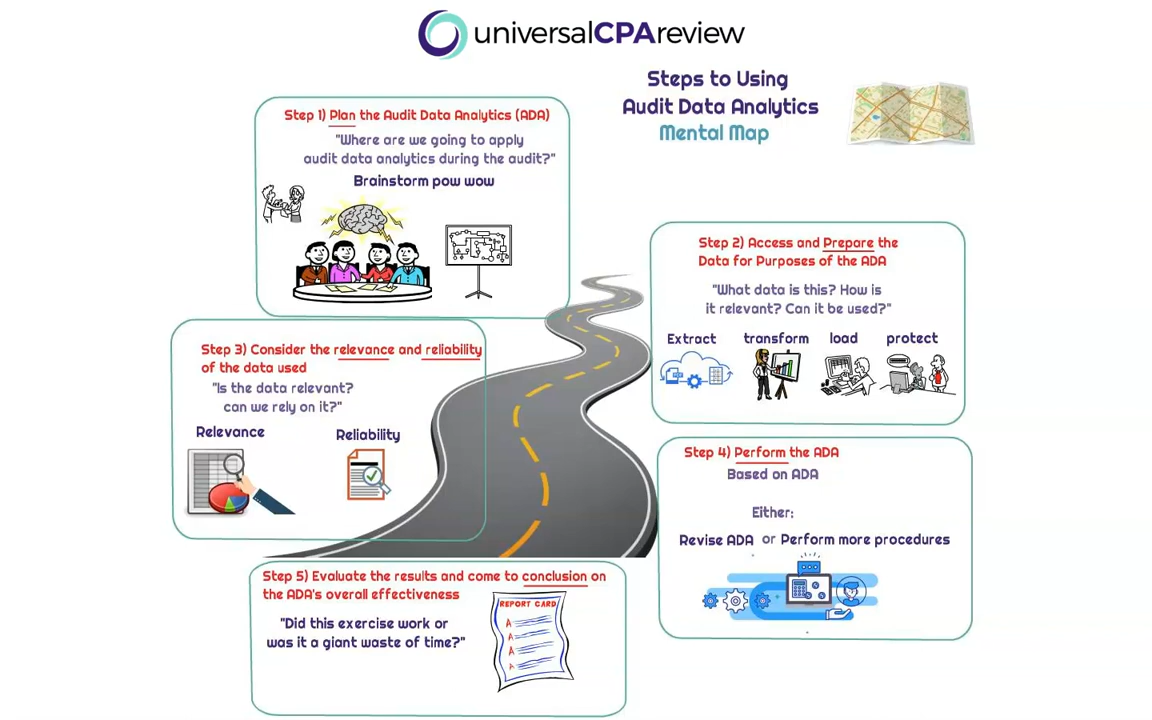 universalCPAreview
Steps to Using
Audit Data Analytics
Mental Map
Step 1) Plan the Audit Data Analytics (ADA)
"Where are we going to apply
audit data analytics during the audit?"
Brainstorm pow wow
Step 2) Access and Prepare the
Data for Purposes of the ADA
"What data is this? How is
it relevant? Can it be used?"
Extract transform load protect
Step 3) Consider the relevance and reliability
of the data used
"Is the data relevant?
can we rely on it?"
Relevance Reliability
Step 4) Perform the ADA
Based on ADA
Either:
Revise ADA or Perform more procedures
Step 5) Evaluate the results and come to conclusion on
the ADA's overall effectiveness
"Did this exercise work or
was it a giant waste of time?"
REPORT CARD
A
A
A
A